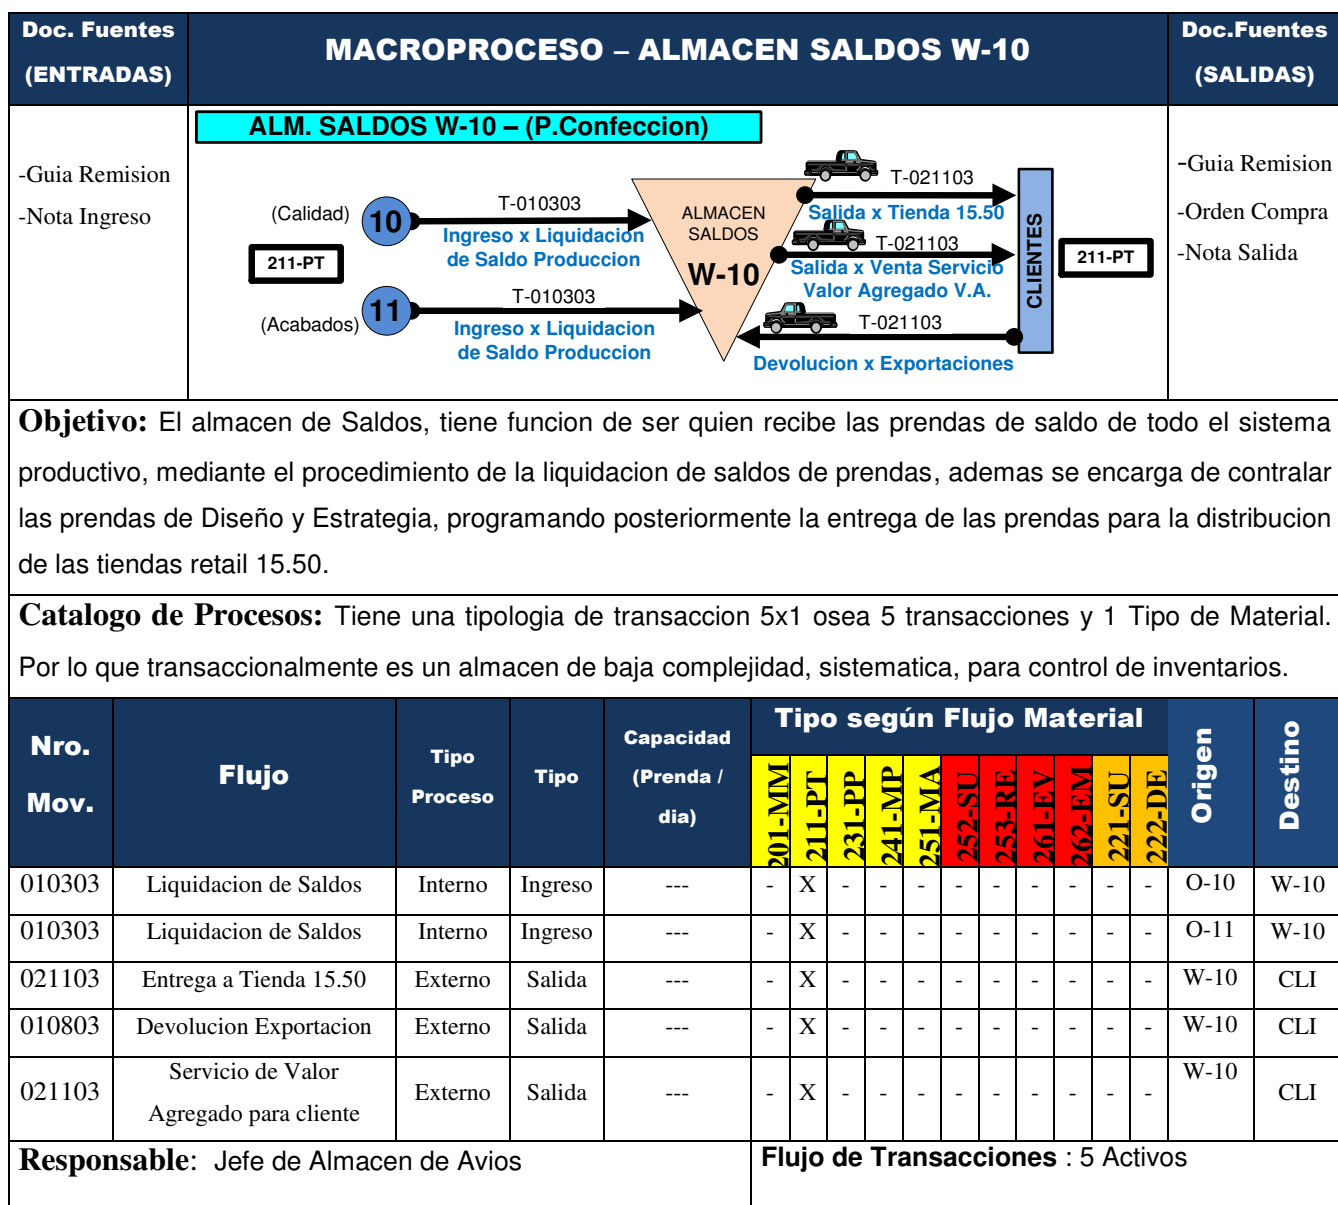 Doc. Fuentes
(ENTRADAS)
MACROPROCESO – ALMACEN SALDOS W-10
Doc.Fuentes
(SALIDAS)
-Guia Remision
-Nota Ingreso
ALM. SALDOS W-10 – (P.Confeccion)
(Calidad)
10
T-010303
Ingreso x Liquidacion
de Saldo Produccion
211-PT
(Acabados)
11
T-010303
Ingreso x Liquidacion
de Saldo Produccion
ALMACEN
SALDOS
W-10
T-021103
Salida x Tienda 15.50
T-021103
Salida x Venta Servicio
Valor Agregado V.A.
T-021103
Devolucion x Exportaciones
CLIENTES
211-PT
-Guia Remision
-Orden Compra
-Nota Salida
Objetivo: El almacen de Saldos, tiene funcion de ser quien recibe las prendas de saldo de todo el sistema
productivo, mediante el procedimiento de la liquidacion de saldos de prendas, ademas se encarga de contralar
las prendas de Diseño y Estrategia, programando posteriormente la entrega de las prendas para la distribucion
de las tiendas retail 15.50.
Catalogo de Procesos: Tiene una tipologia de transaccion 5x1 osea 5 transacciones y 1 Tipo de Material.
Por lo que transaccionalmente es un almacen de baja complejidad, sistematica, para control de inventarios.
Nro.
Mov.
Flujo
Tipo
Proceso
Tipo
Capacidad
(Prenda /
dia)
Tipo según Flujo Material
201-MM
211-PT
231-PP
241-MP
251-MA
252-SU
253-RE
261-EV
262-EM
221-SU
222-DE
Origen
Destino
010303 Liquidacion de Saldos Interno Ingreso --- - X - - - - - - - - - O-10 W-10
010303 Liquidacion de Saldos Interno Ingreso --- - X - - - - - - - - - O-11 W-10
021103 Entrega a Tienda 15.50 Externo Salida --- - X - - - - - - - - - W-10 CLI
010803 Devolucion Exportacion Externo Salida --- - X - - - - - - - - - W-10 CLI
021103 Servicio de Valor
Agregado para cliente Externo Salida --- - X - - - - - - - - - W-10 CLI
Responsable: Jefe de Almacen de Avios
Flujo de Transacciones : 5 Activos